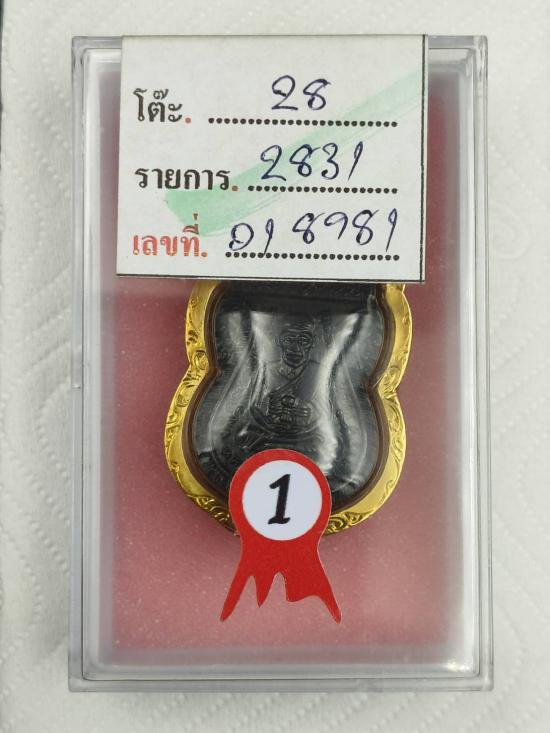 โต๊ะ. 28
รายการ. 2831
เลขที่. 01 8981
1